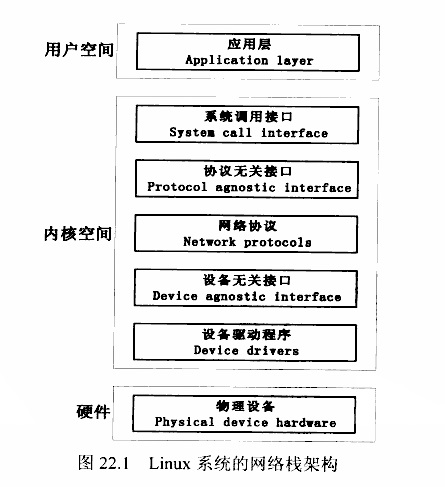 用户空间
应用层
Application layer
内核空间
系统调用接口
System call interface
协议无关接口
Protocol agnostic interface
网络协议
Network protocols
设备无关接口
Device agnostic interface
设备驱动程序
Device drivers
硬件
物理设备
Physical device hardware
图 22.1 Linux 系统的网络栈架构